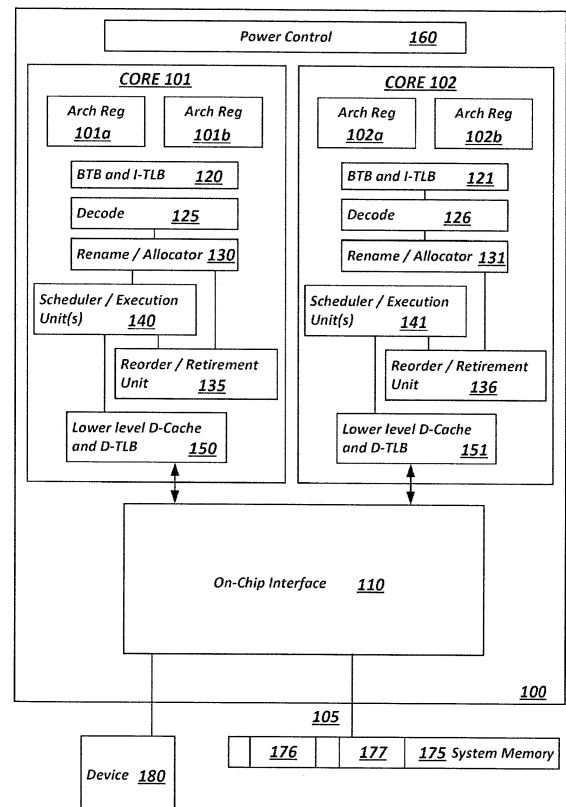 Power Control 160
CORE 101
Arch Reg 101a
Arch Reg 101b
BTB and I-TLB 120
Decode 125
Rename / Allocator 130
Scheduler / Execution
Unit(s) 140
Reorder / Retirement
Unit 135
Lower level D-Cache
and D-TLB 150
CORE 102
Arch Reg 102a
Arch Reg 102b
BTB and I-TLB 121
Decode 126
Rename / Allocator 131
Scheduler / Execution
Unit(s) 141
Reorder / Retirement
Unit 136
Lower level D-Cache
and D-TLB 151
On-Chip Interface 110
100
105
176 177 175 System Memory
Device 180